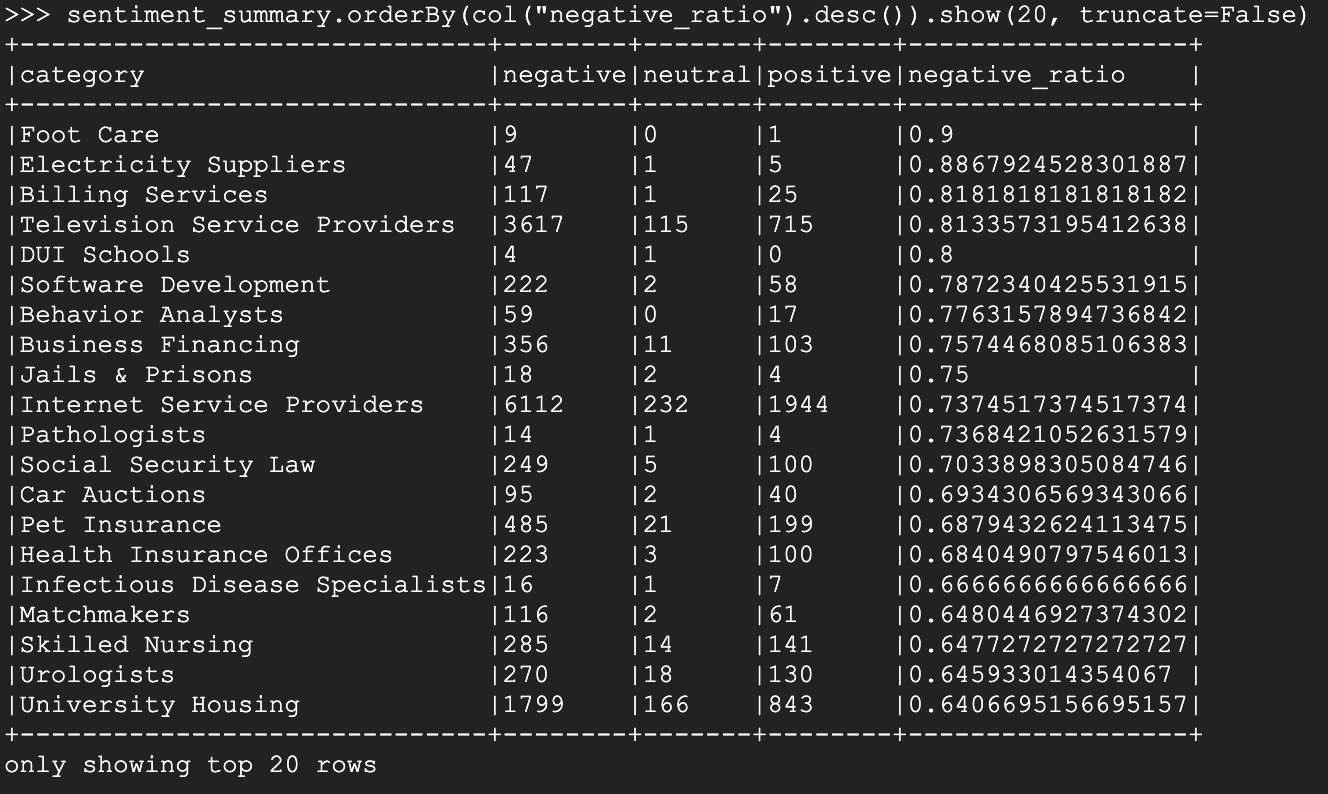 >>> sentiment_summary.orderBy(col("negative_ratio").desc()).show(20, truncate=False)
+------------------------------+--------+-------+--------+------------------+
|category                      |negative|neutral|positive|negative_ratio    |
+------------------------------+--------+-------+--------+------------------+
|Foot Care                     |9       |0      |1       |0.9               |
|Electricity Suppliers         |47      |1      |5       |0.8867924528301887|
|Billing Services              |117     |1      |25      |0.8181818181818182|
|Television Service Providers  |3617    |115    |715     |0.8133573195412638|
|DUI Schools                   |4       |1      |0       |0.8               |
|Software Development          |222     |2      |58      |0.7872340425531915|
|Behavior Analysts             |59      |0      |17      |0.7763157894736842|
|Business Financing            |356     |11     |103     |0.7574468085106383|
|Jails & Prisons               |18      |2      |4       |0.75              |
|Internet Service Providers    |6112    |232    |1944    |0.7374517374517374|
|Pathologists                  |14      |1      |4       |0.7368421052631579|
|Social Security Law           |249     |5      |100     |0.7033898305084746|
|Car Auctions                  |95      |2      |40      |0.6934306569343066|
|Pet Insurance                 |485     |21     |199     |0.6879432624113475|
|Health Insurance Offices      |223     |3      |100     |0.6840490797546013|
|Infectious Disease Specialists|16      |1      |7       |0.6666666666666666|
|Matchmakers                   |116     |2      |61      |0.6480446927374302|
|Skilled Nursing               |285     |14     |141     |0.6477272727272727|
|Urologists                    |270     |18     |130     |0.645933014354067 |
|University Housing            |1799    |166    |843     |0.6406695156695157|
+------------------------------+--------+-------+--------+------------------+
only showing top 20 rows